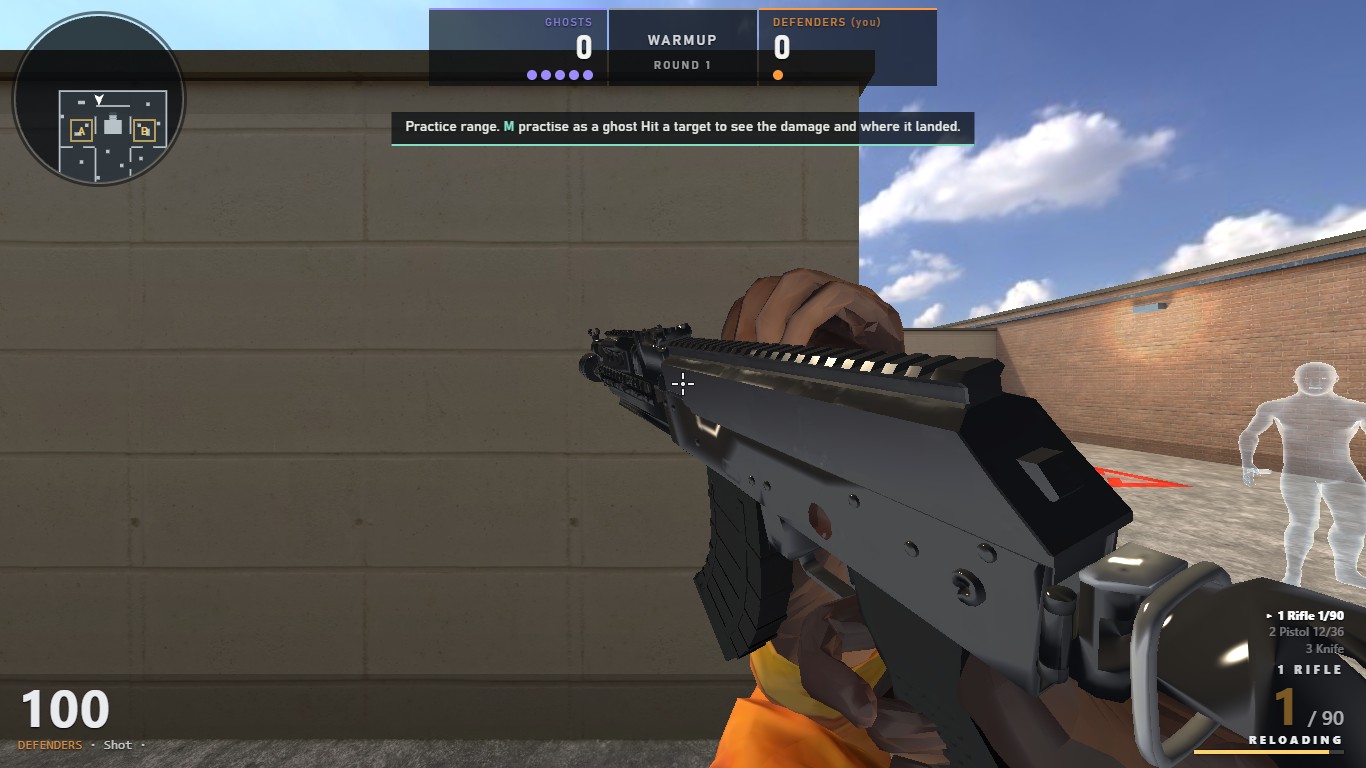 GHOSTS
0
WARMUP
ROUND 1
DEFENDERS (you)
0
A
B
Practice range. M practise as a ghost Hit a target to see the damage and where it landed.
▸ 1 Rifle 1/90
2 Pistol 12/36
3 Knife
1 RIFLE
1 / 90
RELOADING
100
DEFENDERS · Shot ·